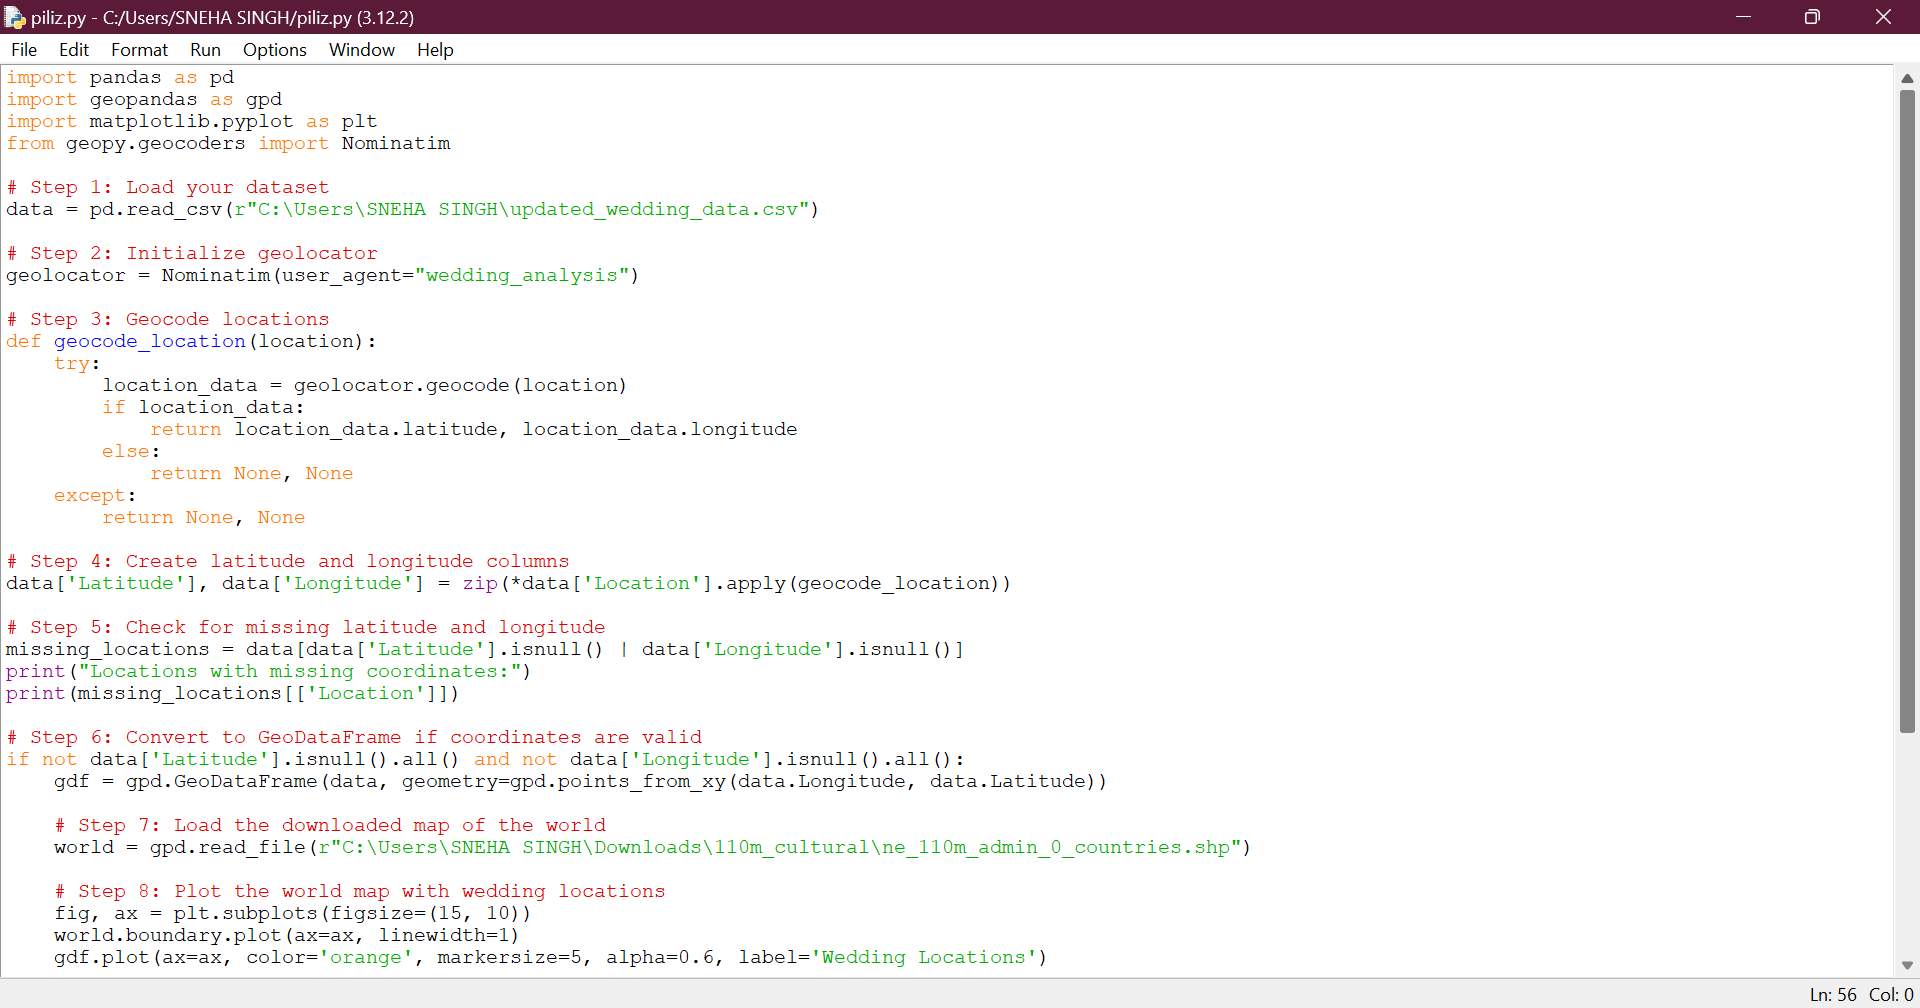 piliz.py - C:/Users/SNEHA SINGH/piliz.py (3.12.2)
File Edit Format Run Options Window Help
import pandas as pd
import geopandas as gpd
import matplotlib.pyplot as plt
from geopy.geocoders import Nominatim

# Step 1: Load your dataset
data = pd.read_csv(r"C:\Users\SNEHA SINGH\updated_wedding_data.csv")

# Step 2: Initialize geolocator
geolocator = Nominatim(user_agent="wedding_analysis")

# Step 3: Geocode locations
def geocode_location(location):
    try:
        location_data = geolocator.geocode(location)
        if location_data:
            return location_data.latitude, location_data.longitude
        else:
            return None, None
    except:
        return None, None

# Step 4: Create latitude and longitude columns
data['Latitude'], data['Longitude'] = zip(*data['Location'].apply(geocode_location))

# Step 5: Check for missing latitude and longitude
missing_locations = data[data['Latitude'].isnull() | data['Longitude'].isnull()]
print("Locations with missing coordinates:")
print(missing_locations[['Location']])

# Step 6: Convert to GeoDataFrame if coordinates are valid
if not data['Latitude'].isnull().all() and not data['Longitude'].isnull().all():
    gdf = gpd.GeoDataFrame(data, geometry=gpd.points_from_xy(data.Longitude, data.Latitude))

    # Step 7: Load the downloaded map of the world
    world = gpd.read_file(r"C:\Users\SNEHA SINGH\Downloads\110m_cultural\ne_110m_admin_0_countries.shp")

    # Step 8: Plot the world map with wedding locations
    fig, ax = plt.subplots(figsize=(15, 10))
    world.boundary.plot(ax=ax, linewidth=1)
    gdf.plot(ax=ax, color='orange', markersize=5, alpha=0.6, label='Wedding Locations')
Ln: 56 Col: 0